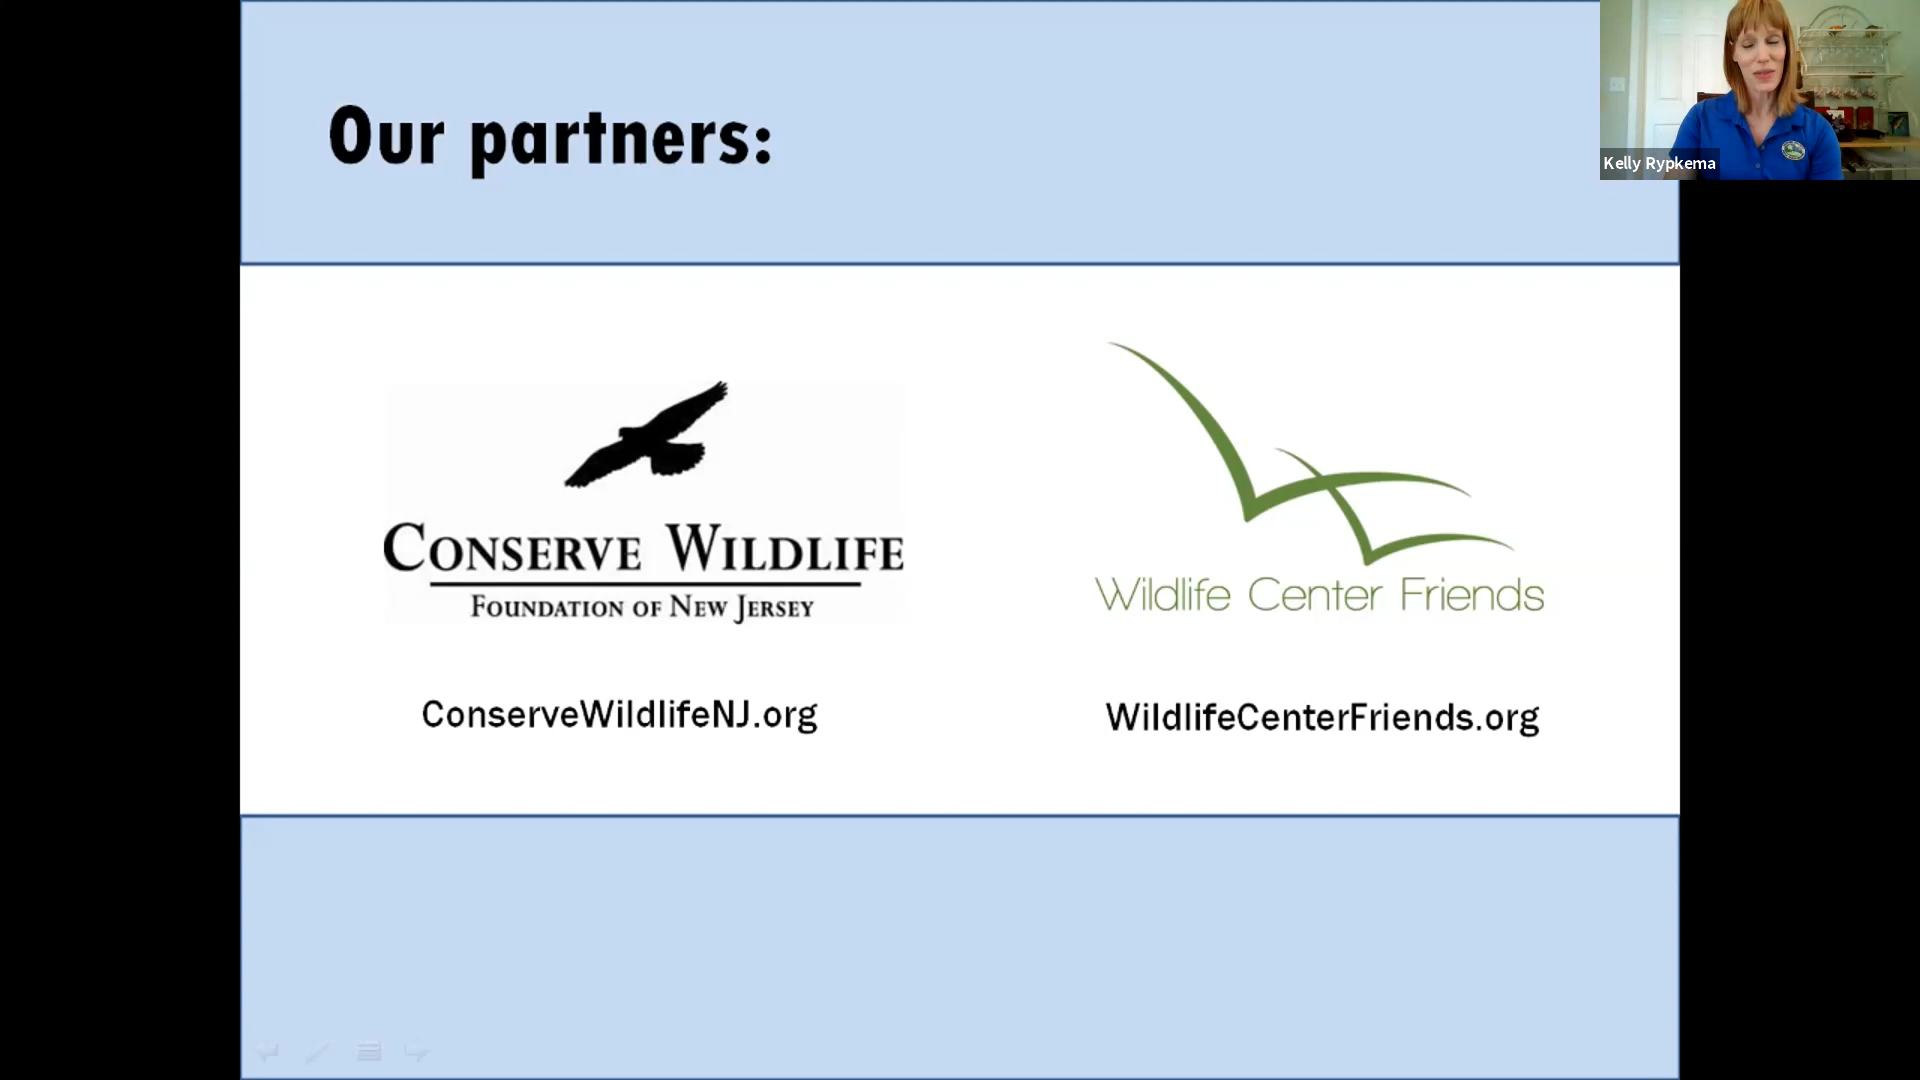 Our partners:
Kelly Rypkema
CONSERVE WILDLIFE
FOUNDATION OF NEW JERSEY
Wildlife Center Friends
ConserveWildlifeNJ.org
WildlifeCenterFriends.org